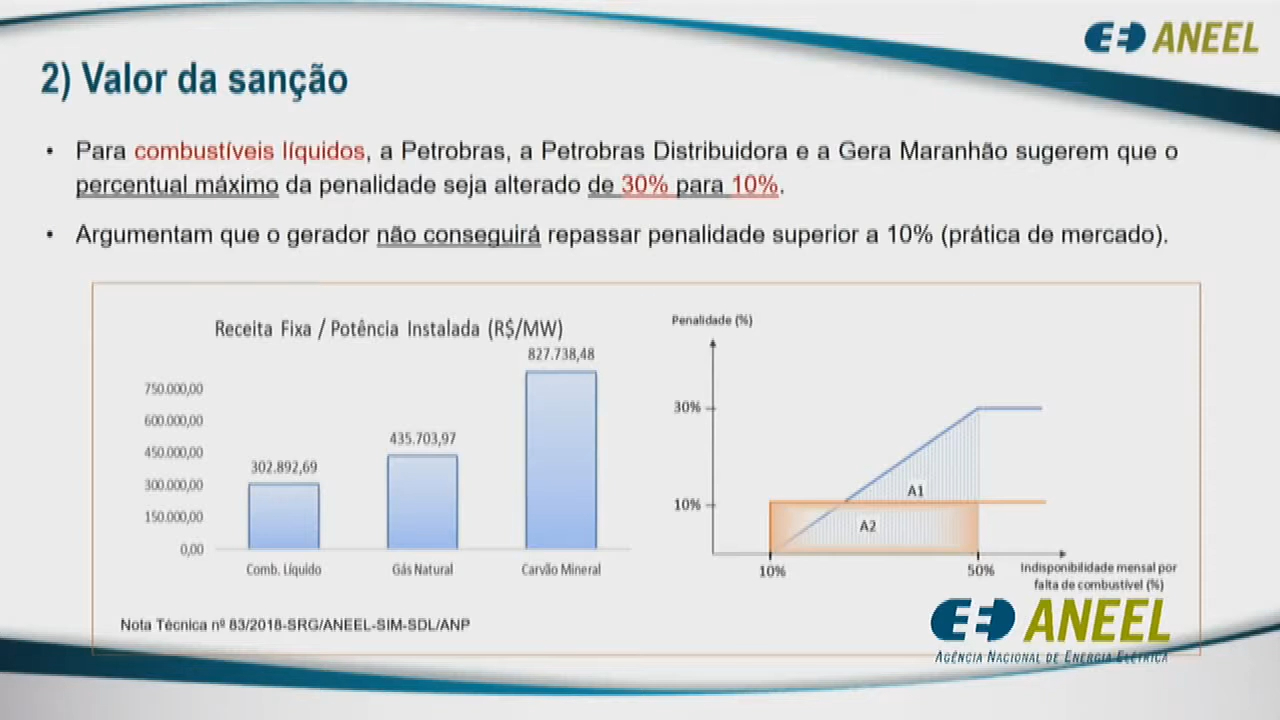 ANEEL
2) Valor da sanção
• Para combustíveis líquidos, a Petrobras, a Petrobras Distribuidora e a Gera Maranhão sugerem que o
percentual máximo da penalidade seja alterado de 30% para 10%.
• Argumentam que o gerador não conseguirá repassar penalidade superior a 10% (prática de mercado).
Receita Fixa / Potência Instalada (R$/MW)
827.738,48
750.000,00
600.000,00
450.000,00
435.703,97
302.892,69
300.000,00
150.000,00
0,00
Comb. Líquido
Gás Natural
Carvão Mineral
Penalidade (%)
30%
10%
A1
A2
10%
50%
Indisponibilidade mensal por
falta de combustível (%)
Nota Técnica nº 83/2018-SRG/ANEEL-SIM-SDL/ANP
ANEEL
AGÊNCIA NACIONAL DE ENERGIA ELÉTRICA